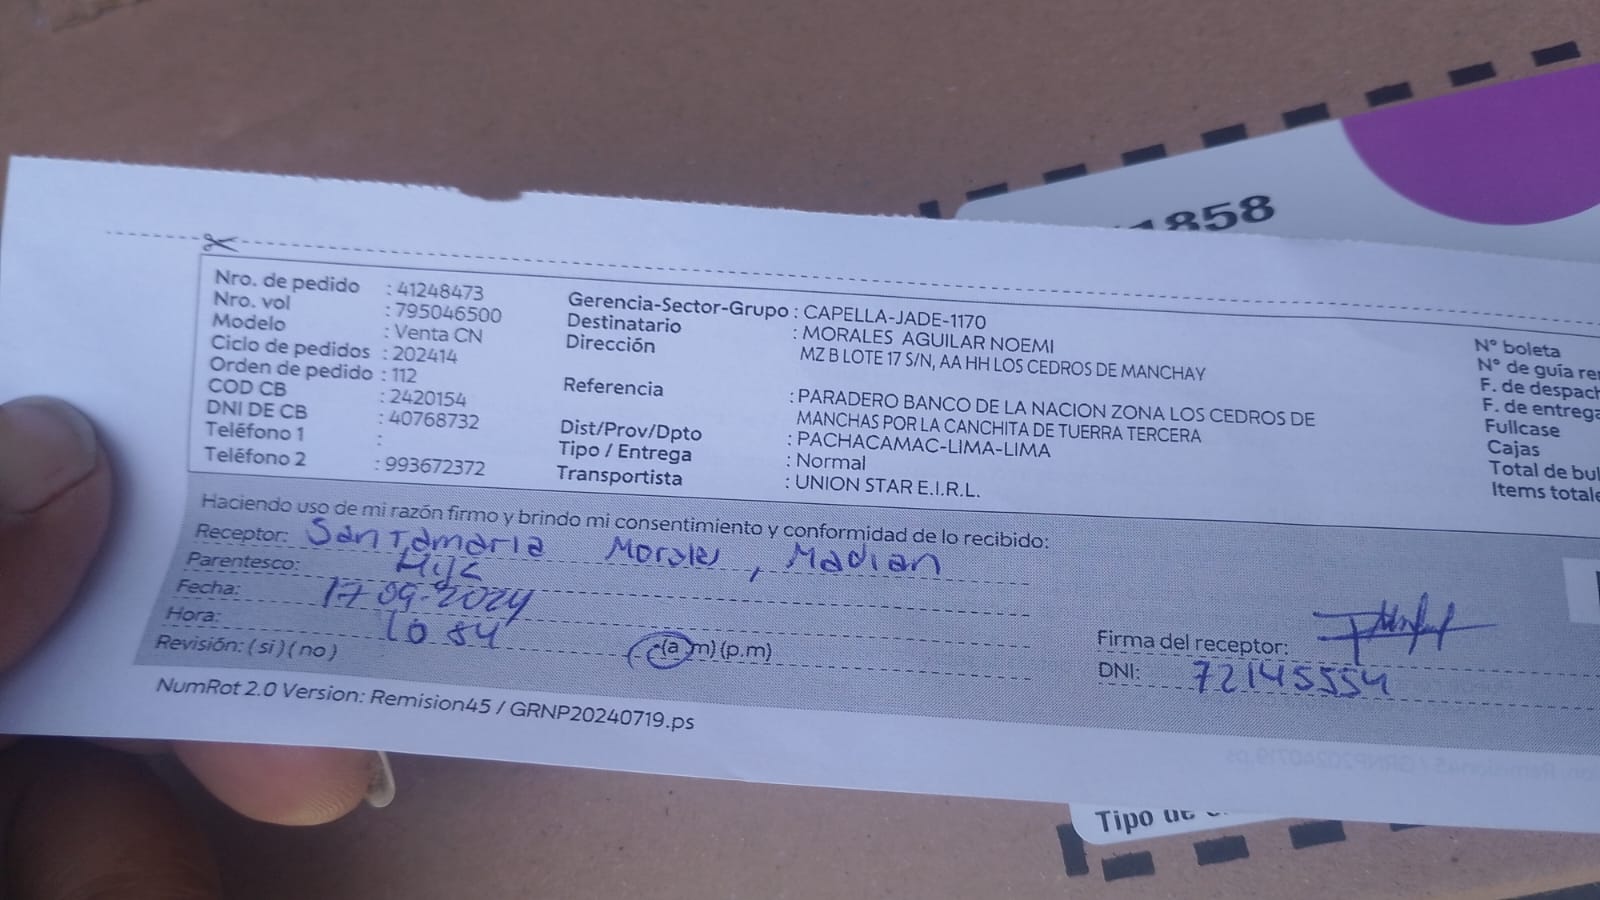 1858
Nro. de pedido : 41248473
Nro. vol : 795046500
Modelo : Venta CN
Ciclo de pedidos : 202414
Orden de pedido : 112
COD CB : 2420154
DNI DE CB : 40768732
Teléfono 1 :
Teléfono 2 : 993672372
Gerencia-Sector-Grupo : CAPELLA-JADE-1170
Destinatario : MORALES AGUILAR NOEMI
Dirección MZ B LOTE 17 S/N, AA HH LOS CEDROS DE MANCHAY
Referencia : PARADERO BANCO DE LA NACION ZONA LOS CEDROS DE
MANCHAS POR LA CANCHITA DE TUERRA TERCERA
Dist/Prov/Dpto : PACHACAMAC-LIMA-LIMA
Tipo / Entrega : Normal
Transportista : UNION STAR E.I.R.L.
N° boleta
N° de guía re
F. de despach
F. de entrega
Fullcase
Cajas
Total de bul
Items totale
Haciendo uso de mi razón firmo y brindo mi consentimiento y conformidad de lo recibido:
Receptor: Santamaria Morales, Madian
Parentesco:
Fecha: 17 09-2024
Hora: 10 54 (a m) (p.m)
Revisión: ( si ) ( no )
Firma del receptor:
DNI: 72145554
NumRot 2.0 Version: Remision45 / GRNP20240719.ps
Tipo de